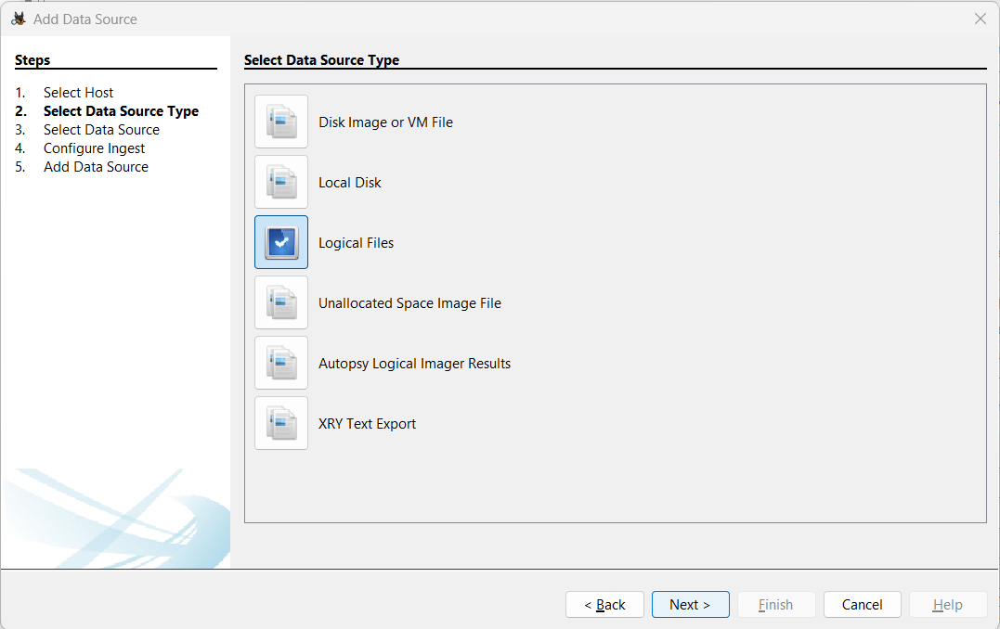 Add Data Source
Steps
1. Select Host
2. Select Data Source Type
3. Select Data Source
4. Configure Ingest
5. Add Data Source
Select Data Source Type
Disk Image or VM File
Local Disk
Logical Files
Unallocated Space Image File
Autopsy Logical Imager Results
XRY Text Export
< Back
Next >
Finish
Cancel
Help